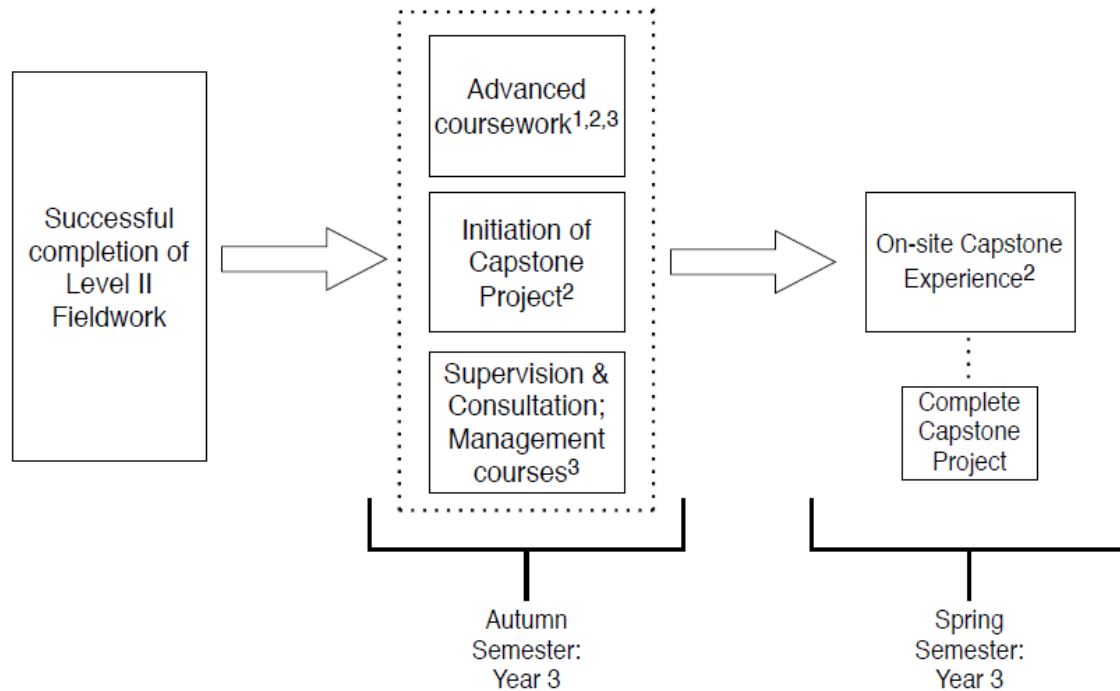 Successful
completion of
Level II
Fieldwork
Advanced
coursework1,2,3
Initiation of
Capstone
Project2
Supervision &
Consultation;
Management
courses3
On-site Capstone
Experience2
Complete
Capstone
Project
Autumn
Semester:
Year 3
Spring
Semester:
Year 3